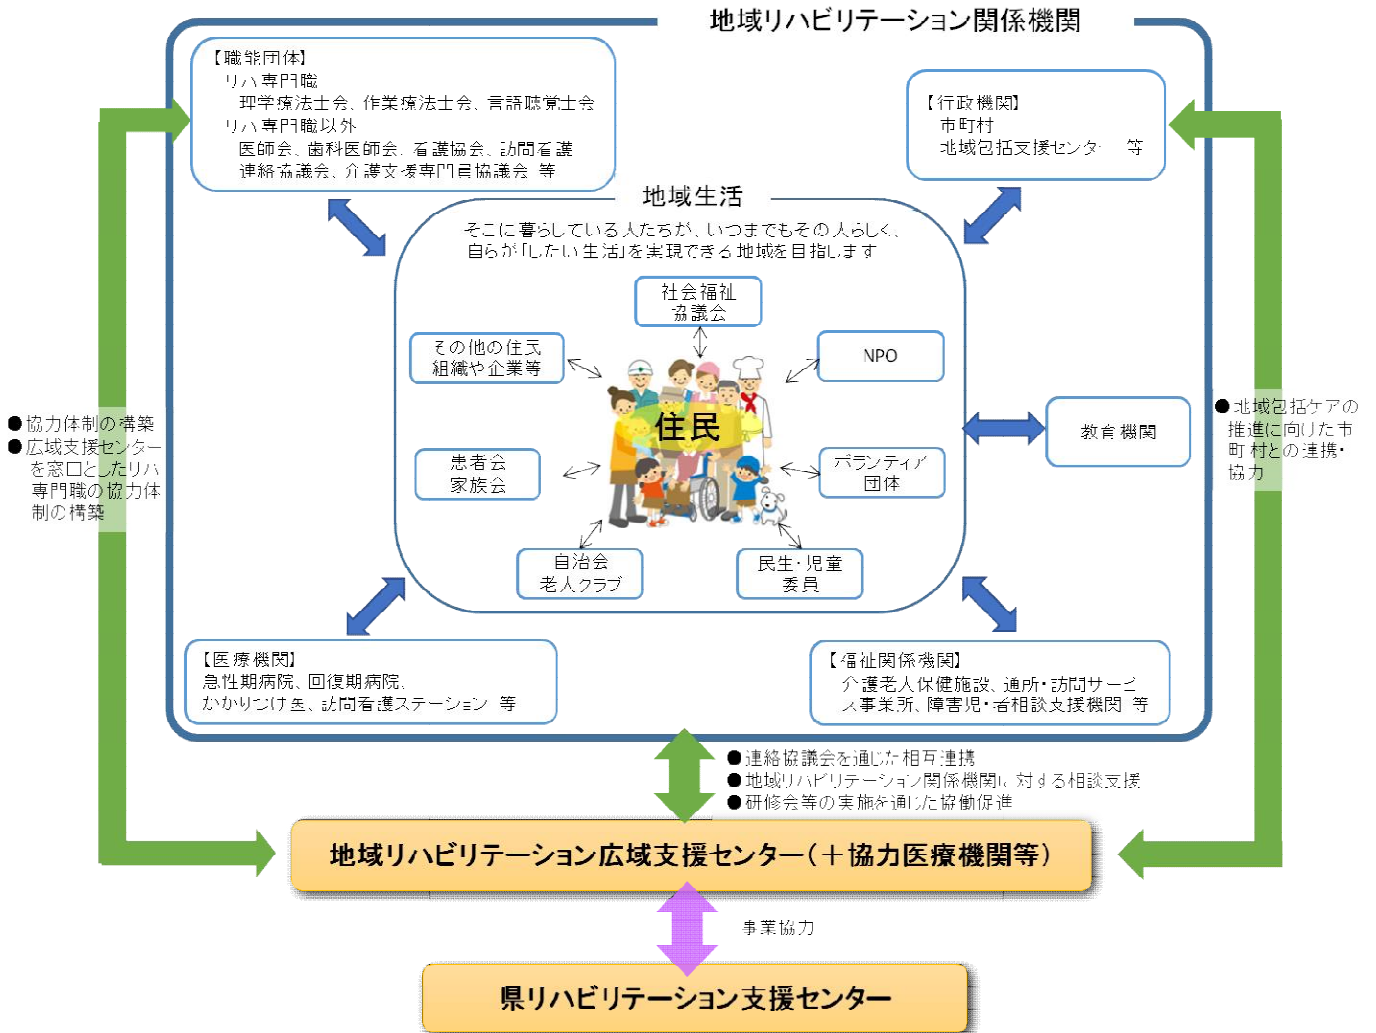 地域リハビリテーション関係機関
【職能団体】
リハ専門職
理学療法士会、作業療法士会、言語聴覚士会
リハ専門職以外
医師会、歯科医師会、看護協会、訪問看護
連絡協議会、介護支援専門員協議会 等
【行政機関】
市町村
地域包括支援センター 等
地域生活
そこに暮らしている人たちが、いつまでもその人らしく、
自らが「したい生活」を実現できる地域を目指します
社会福祉
協議会
その他の住民
組織や企業等
NPO
住民
患者会
家族会
ボランティア
団体
自治会
老人クラブ
民生・児童
委員
教育機関
●協力体制の構築
●広域支援センター
を窓口としたリハ
専門職の協力体
制の構築
●地域包括ケアの
推進に向けた市
町村との連携・
協力
【医療機関】
急性期病院、回復期病院、
かかりつけ医、訪問看護ステーション 等
【福祉関係機関】
介護老人保健施設、通所・訪問サービ
ス事業所、障害児・者相談支援機関 等
●連絡協議会を通じた相互連携
●地域リハビリテーション関係機関に対する相談支援
●研修会等の実施を通じた協働促進
地域リハビリテーション広域支援センター(＋協力医療機関等)
事業協力
県リハビリテーション支援センター